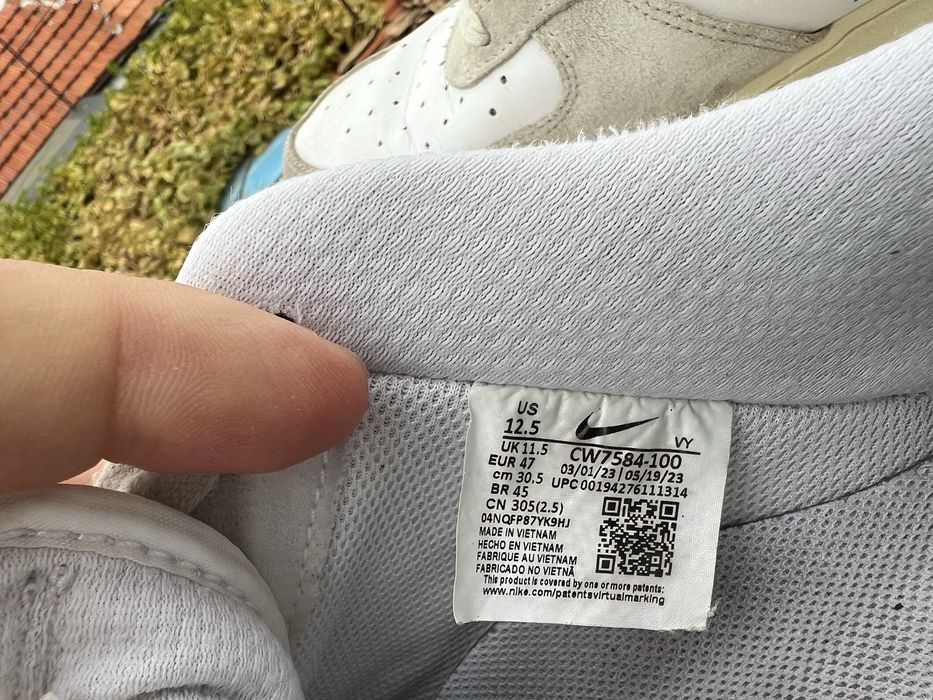 US
12.5
VY
UK 11.5
CW7584-100
EUR 47
03/01/23 | 05/19/23
cm 30.5
UPC 00194276111314
BR 45
CN 305(2.5)
04NQFP87YK9HJ
MADE IN VIETNAM
HECHO EN VIETNAM
FABRIQUE AU VIETNAM
FABRICADO NO VIETNÃ
This product is covered by one or more patents:
www.nike.com/patentsvirtualmarking